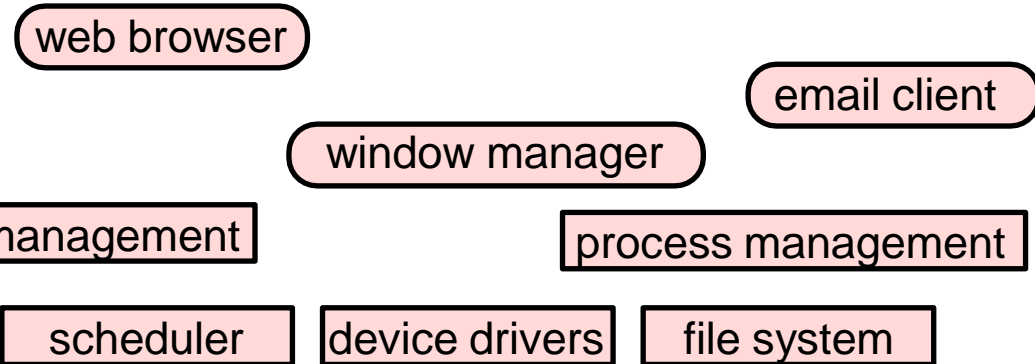 web browser
email client
window manager
management
process management
scheduler
device drivers
file system